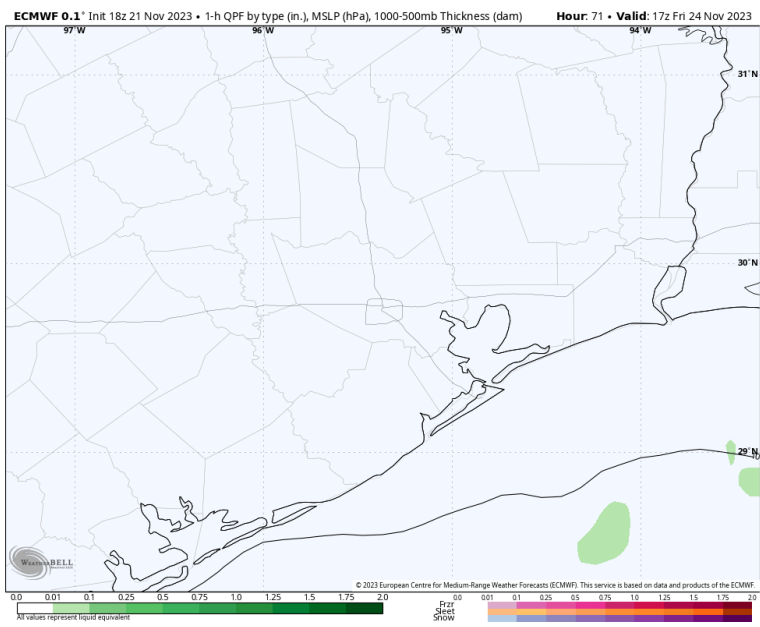 ECMWF 0.1° Init 18z 21 Nov 2023 • 1-h QPF by type (in.), MSLP (hPa), 1000-500mb Thickness (dam) Hour: 71 • Valid: 17z Fri 24 Nov 2023
97°W 96°W 95°W 94°W
31°N
30°N
29°N
WEATHERBELL
© 2023 European Centre for Medium-Range Weather Forecasts (ECMWF). This service is based on data and products of the ECMWF.
0.0 0.01 0.1 0.25 0.5 0.75 1.0 1.25 1.5 1.75 2.0
0.0 0.01 0.1 0.25 0.5 0.75 1.0 1.25 1.5 1.75 2.0
Frzr
Sleet
Snow
All values represent liquid equivalent